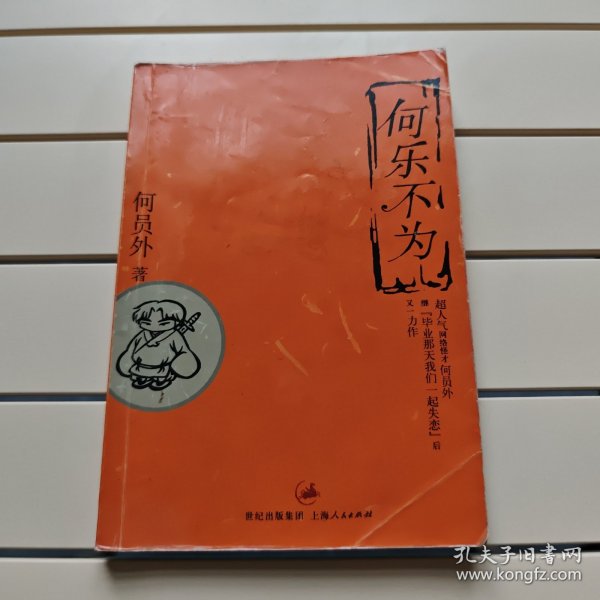 何乐不为
何员外 著
超人气网络怪才何员外
继『毕业那天我们一起失恋』后
又一力作
世纪出版集团 上海人民出版社
孔夫子旧书网
www.kongfz.com